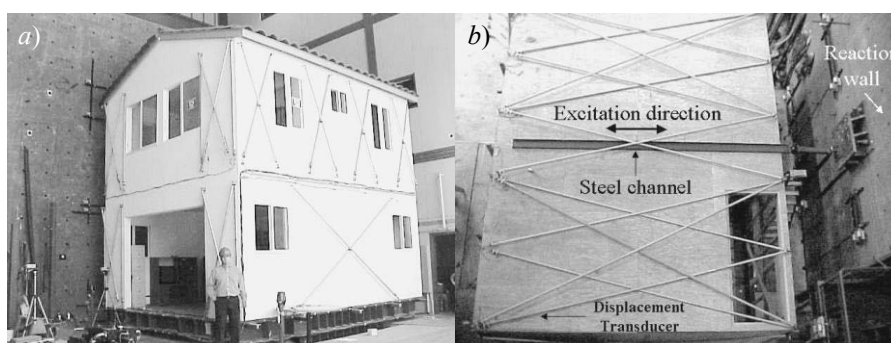 a)
b)
Reaction
wall
Excitation direction
Steel channel
Displacement
Transducer